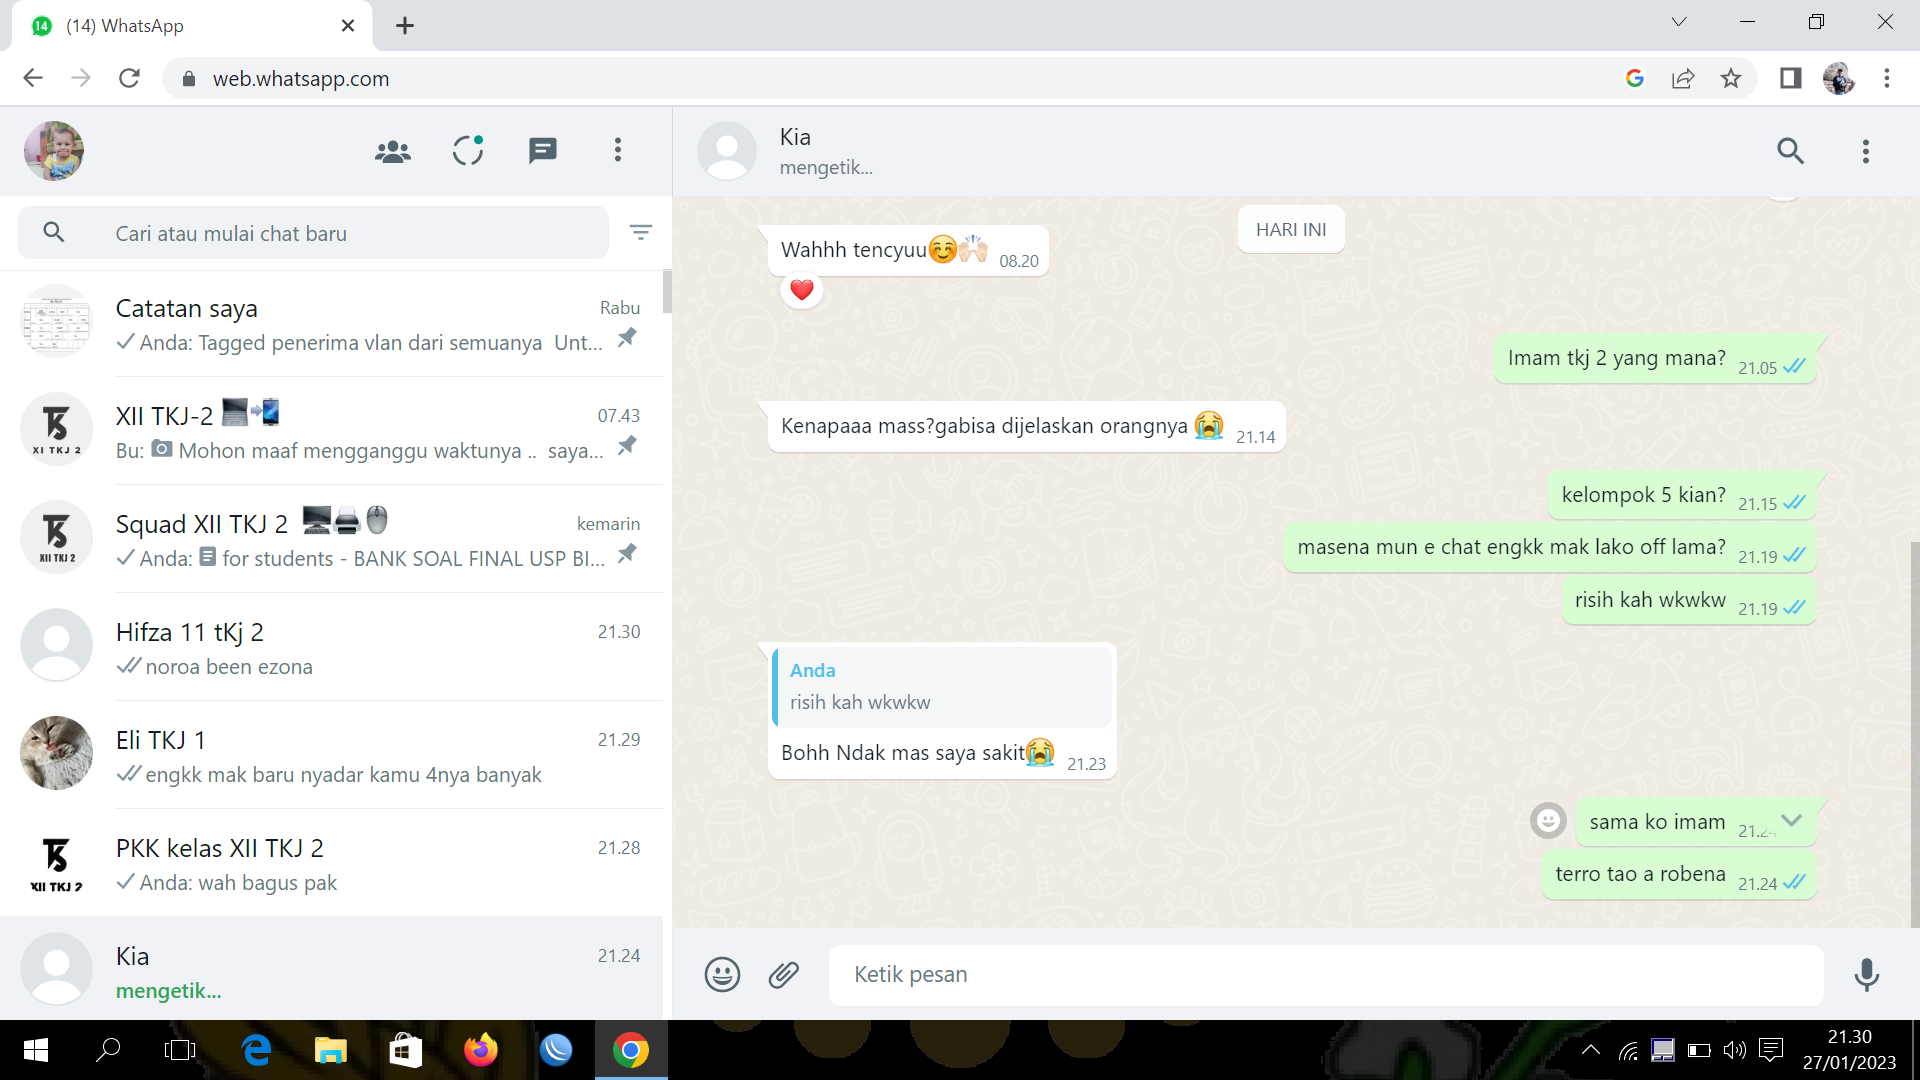 (14) WhatsApp
web.whatsapp.com
Cari atau mulai chat baru
Catatan saya
Rabu
Anda: Tagged penerima vlan dari semuanya Unt...
XII TKJ-2
07.43
Bu: Mohon maaf mengganggu waktunya .. saya...
XI TKJ 2
Squad XII TKJ 2
kemarin
Anda: for students - BANK SOAL FINAL USP BI...
XII TKJ 2
Hifza 11 tKj 2
21.30
noroa been ezona
Eli TKJ 1
21.29
engkk mak baru nyadar kamu 4nya banyak
PKK kelas XII TKJ 2
21.28
Anda: wah bagus pak
XII TKJ 2
Kia
21.24
mengetik...
Kia
mengetik...
HARI INI
Wahhh tencyuu☺️🙌🏻 08.20
❤️
Imam tkj 2 yang mana? 21.05
Kenapaaa mass?gabisa dijelaskan orangnya 😭 21.14
kelompok 5 kian? 21.15
masena mun e chat engkk mak lako off lama? 21.19
risih kah wkwkw 21.19
Anda
risih kah wkwkw
Bohh Ndak mas saya sakit😭 21.23
sama ko imam 21.24
terro tao a robena 21.24
Ketik pesan
21.30
27/01/2023